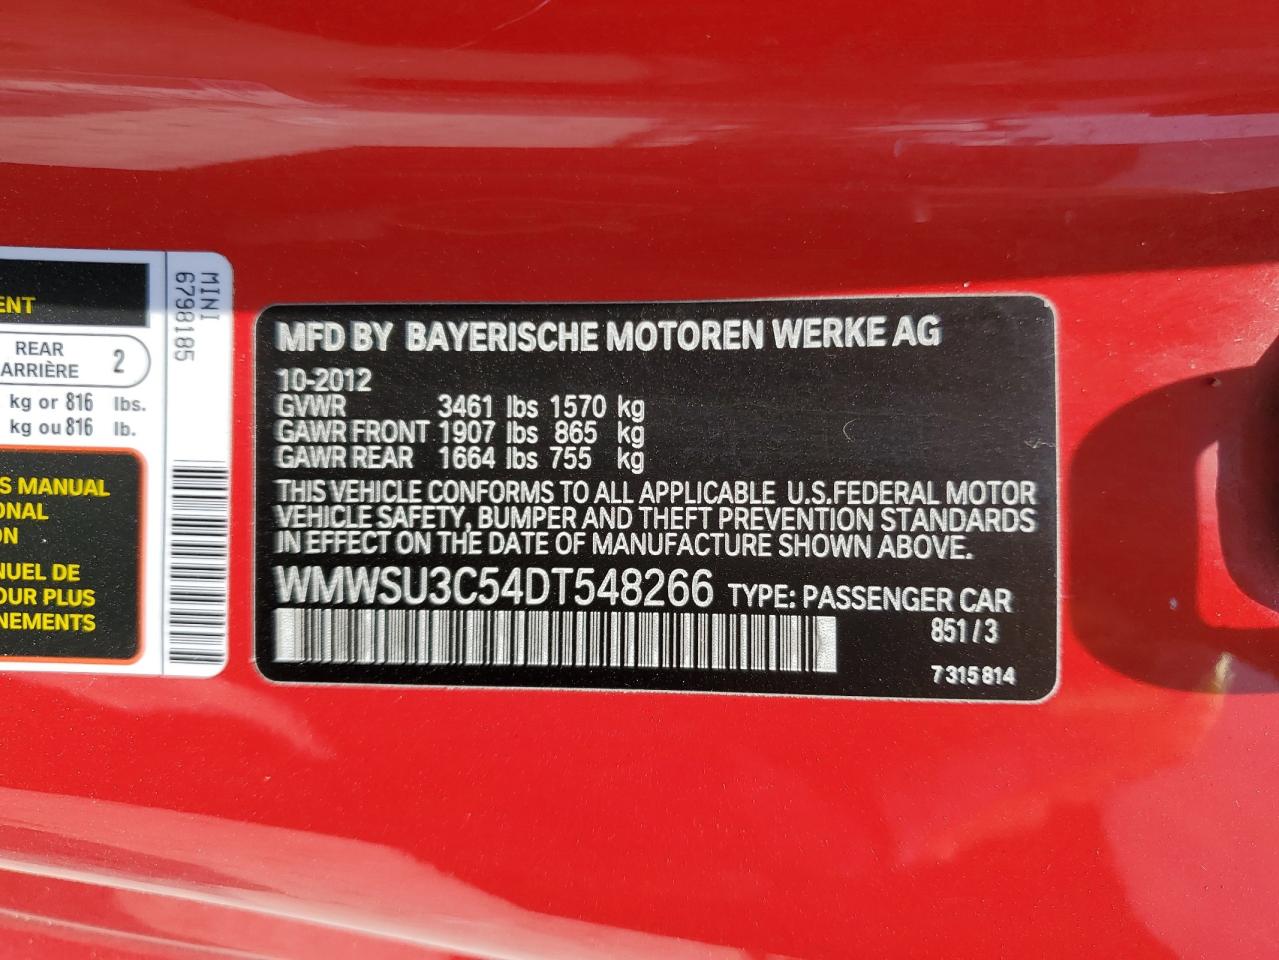 ENT
REAR
ARRIÈRE 2
kg or 816 lbs.
kg ou 816 lb.
S MANUAL
ONAL
ON
NUEL DE
OUR PLUS
NEMENTS
MINI
6798185
MFD BY BAYERISCHE MOTOREN WERKE AG
10-2012
GVWR 3461 lbs 1570 kg
GAWR FRONT 1907 lbs 865 kg
GAWR REAR 1664 lbs 755 kg
THIS VEHICLE CONFORMS TO ALL APPLICABLE U.S.FEDERAL MOTOR
VEHICLE SAFETY, BUMPER AND THEFT PREVENTION STANDARDS
IN EFFECT ON THE DATE OF MANUFACTURE SHOWN ABOVE.
WMWSU3C54DT548266 TYPE: PASSENGER CAR
851/3
7 315 814